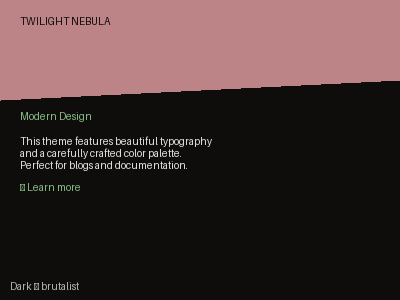 TWILIGHT NEBULA
Modern Design
This theme features beautiful typography
and a carefully crafted color palette.
Perfect for blogs and documentation.
Learn more
Dark brutalist